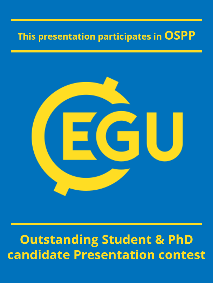 This presentation participates in OSPP
EGU
Outstanding Student & PhD
candidate Presentation contest